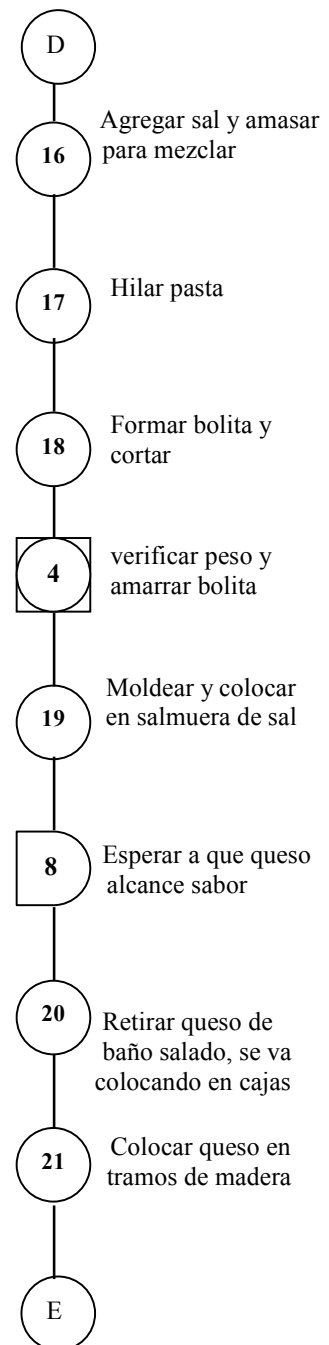 D
16
Agregar sal y amasar
para mezclar
17
Hilar pasta
18
Formar bolita y
cortar
4
verificar peso y
amarrar bolita
19
Moldear y colocar
en salmuera de sal
8
Esperar a que queso
alcance sabor
20
Retirar queso de
baño salado, se va
colocando en cajas
21
Colocar queso en
tramos de madera
E